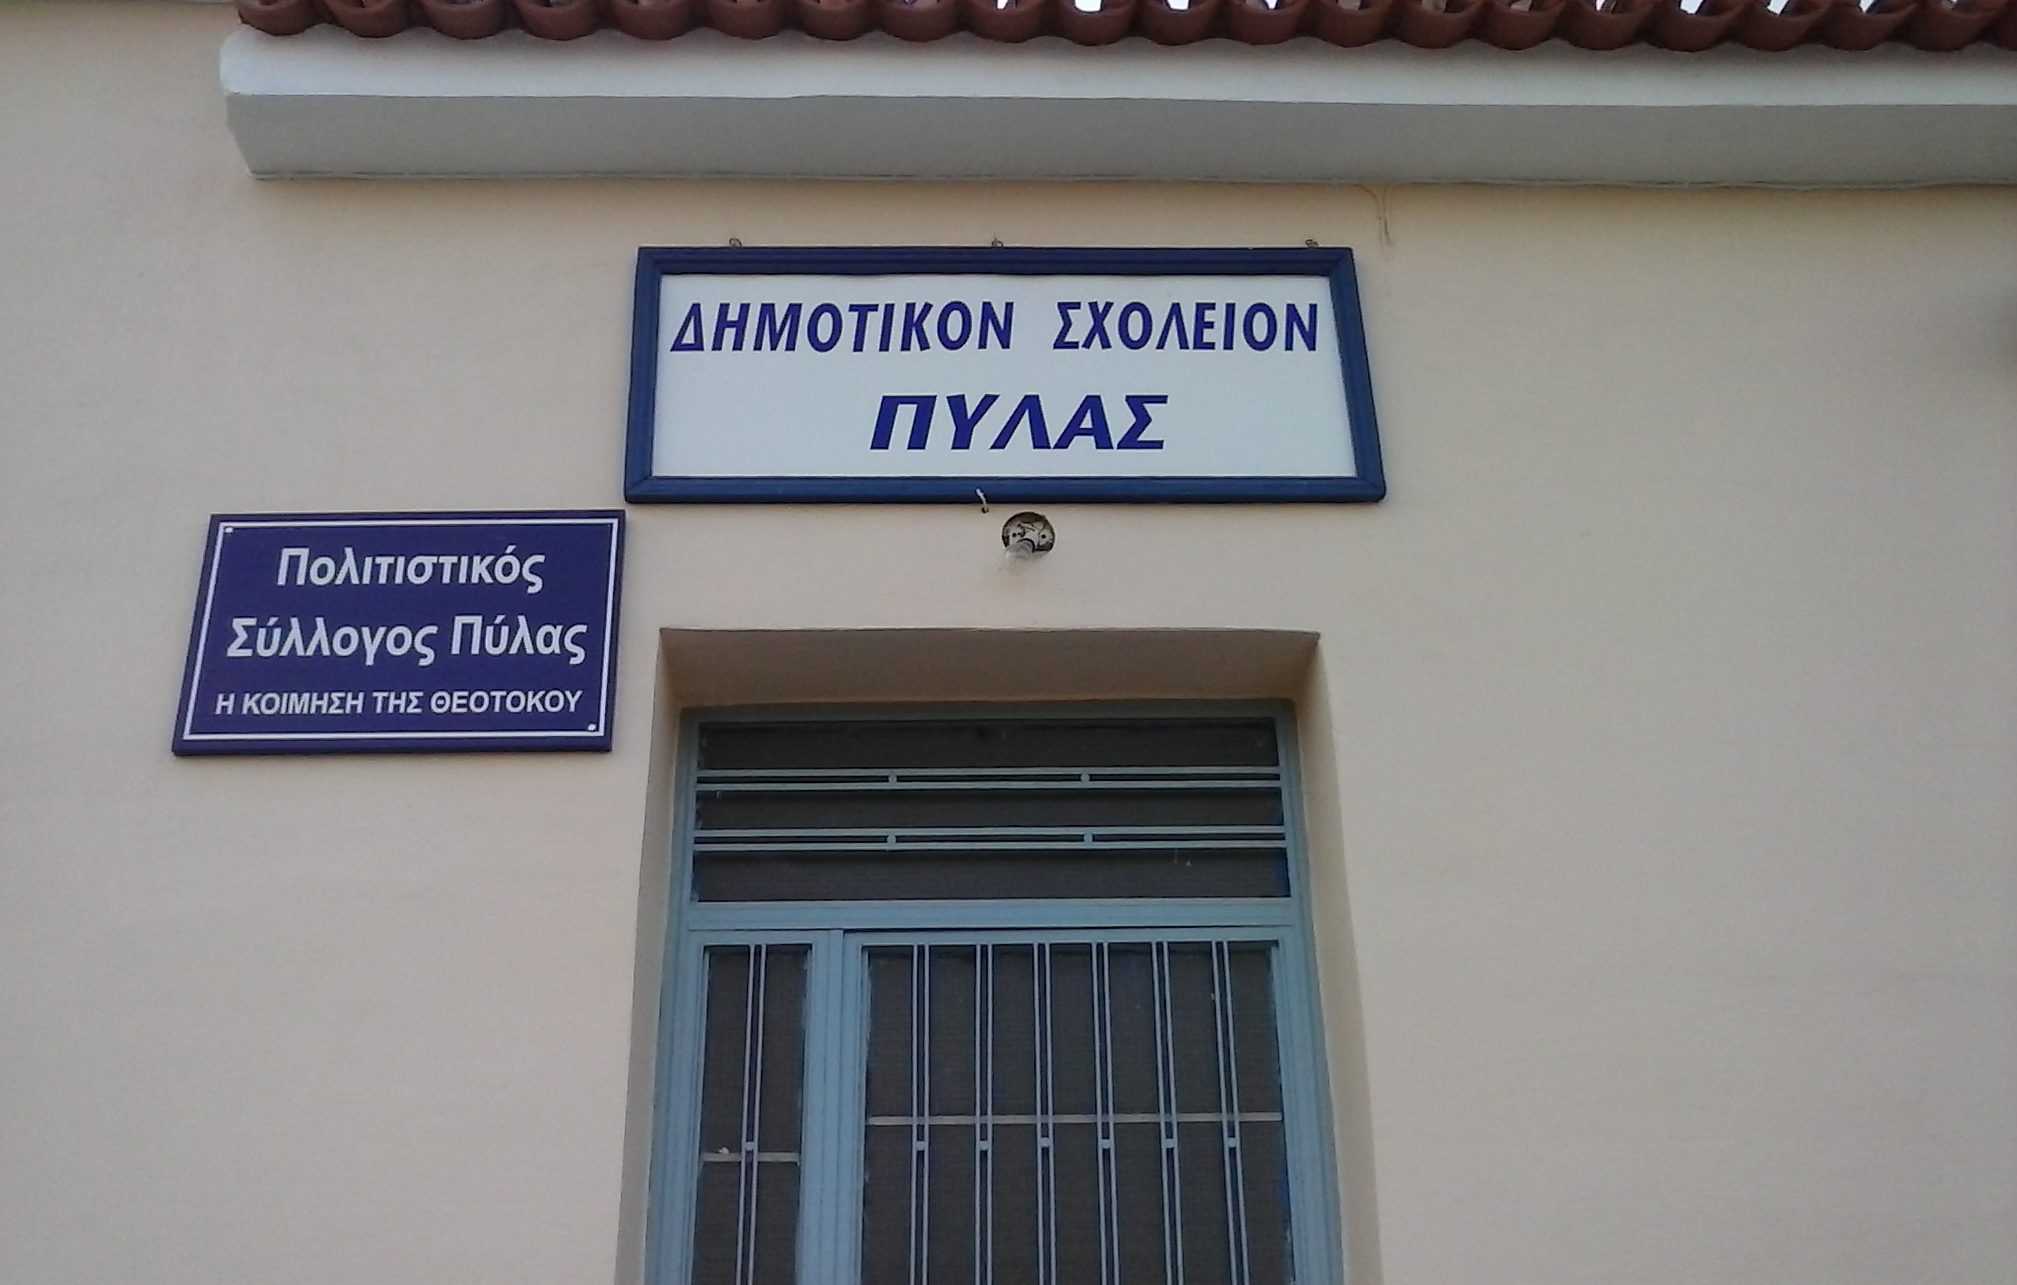 ΔΗΜΟΤΙΚΟΝ ΣΧΟΛΕΙΟΝ
ΠΥΛΑΣ
Πολιτιστικός
Σύλλογος Πύλας
Η ΚΟΙΜΗΣΗ ΤΗΣ ΘΕΟΤΟΚΟΥ